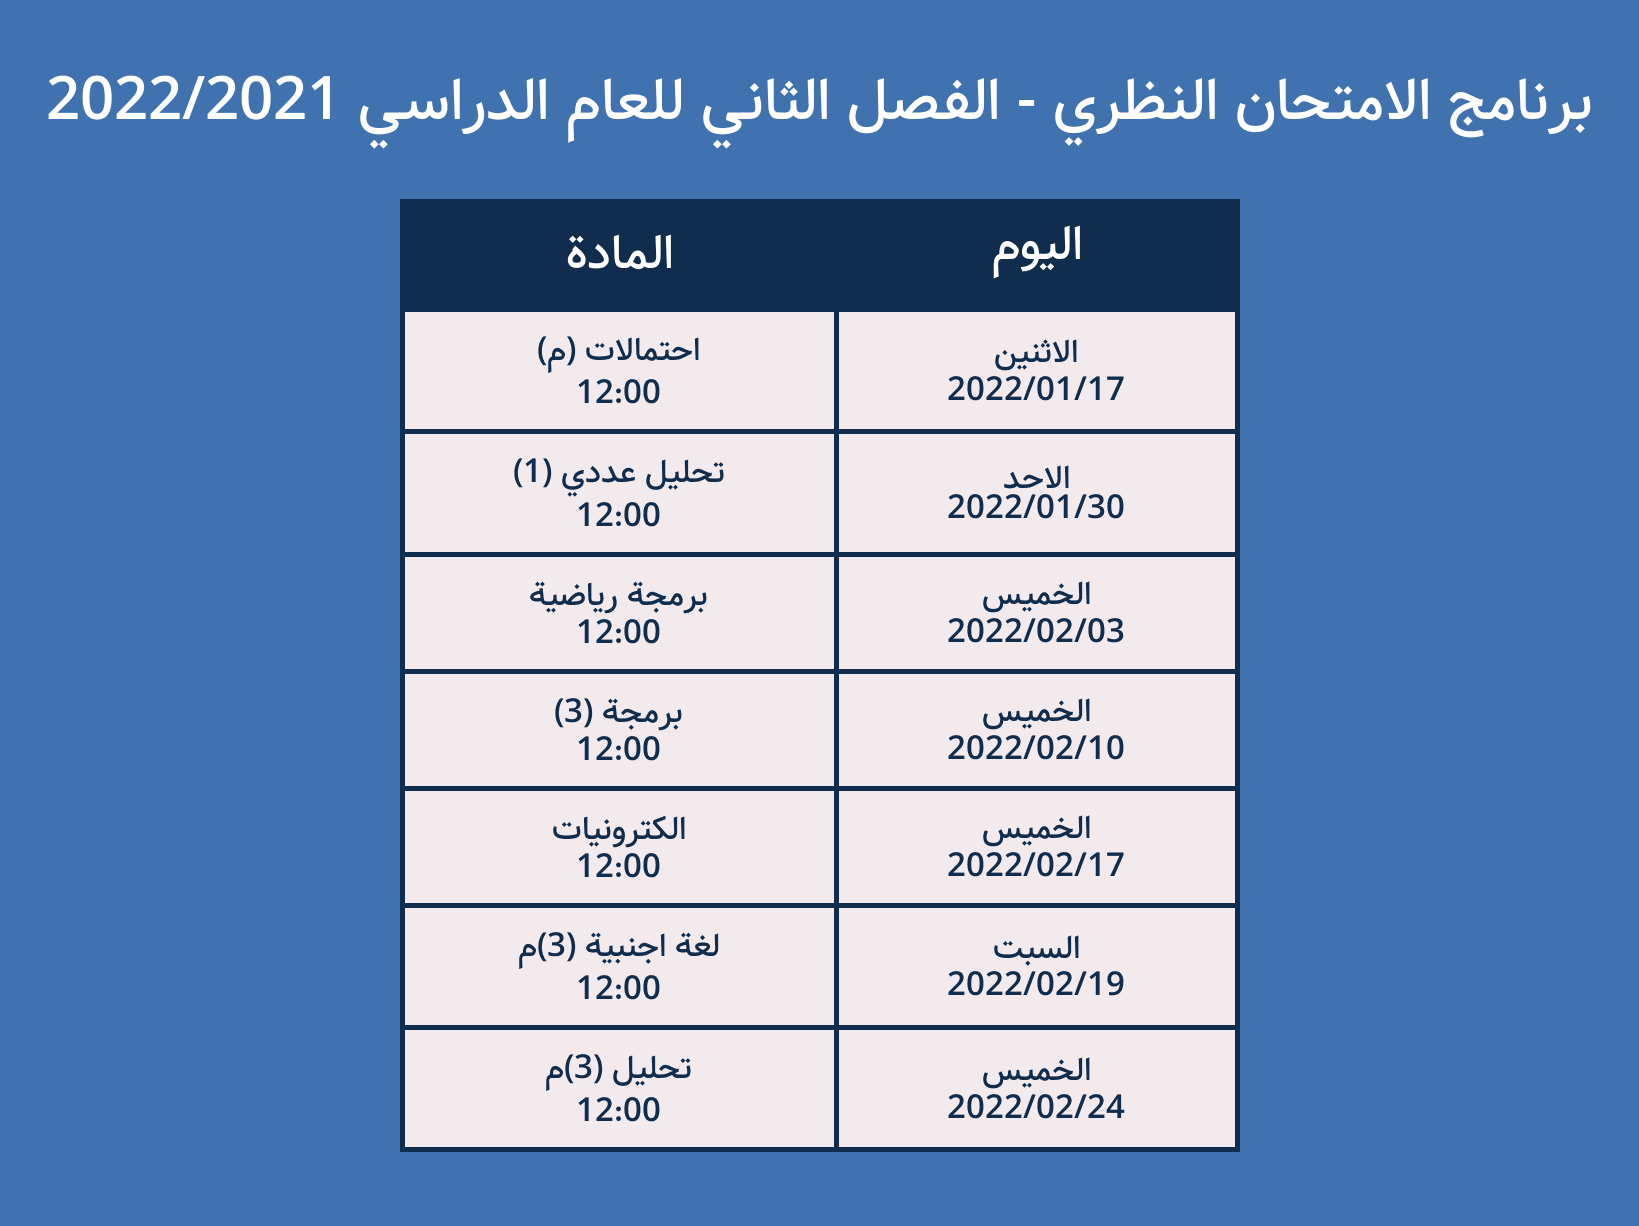 برنامج الامتحان النظري - الفصل الثاني للعام الدراسي 2022/2021
اليوم
المادة
الاثنين
2022/01/17
احتمالات (م)
12:00
الاحد
2022/01/30
تحليل عددي (1)
12:00
الخميس
2022/02/03
برمجة رياضية
12:00
الخميس
2022/02/10
برمجة (3)
12:00
الخميس
2022/02/17
الكترونيات
12:00
السبت
2022/02/19
لغة اجنبية (3)م
12:00
الخميس
2022/02/24
تحليل (3)م
12:00